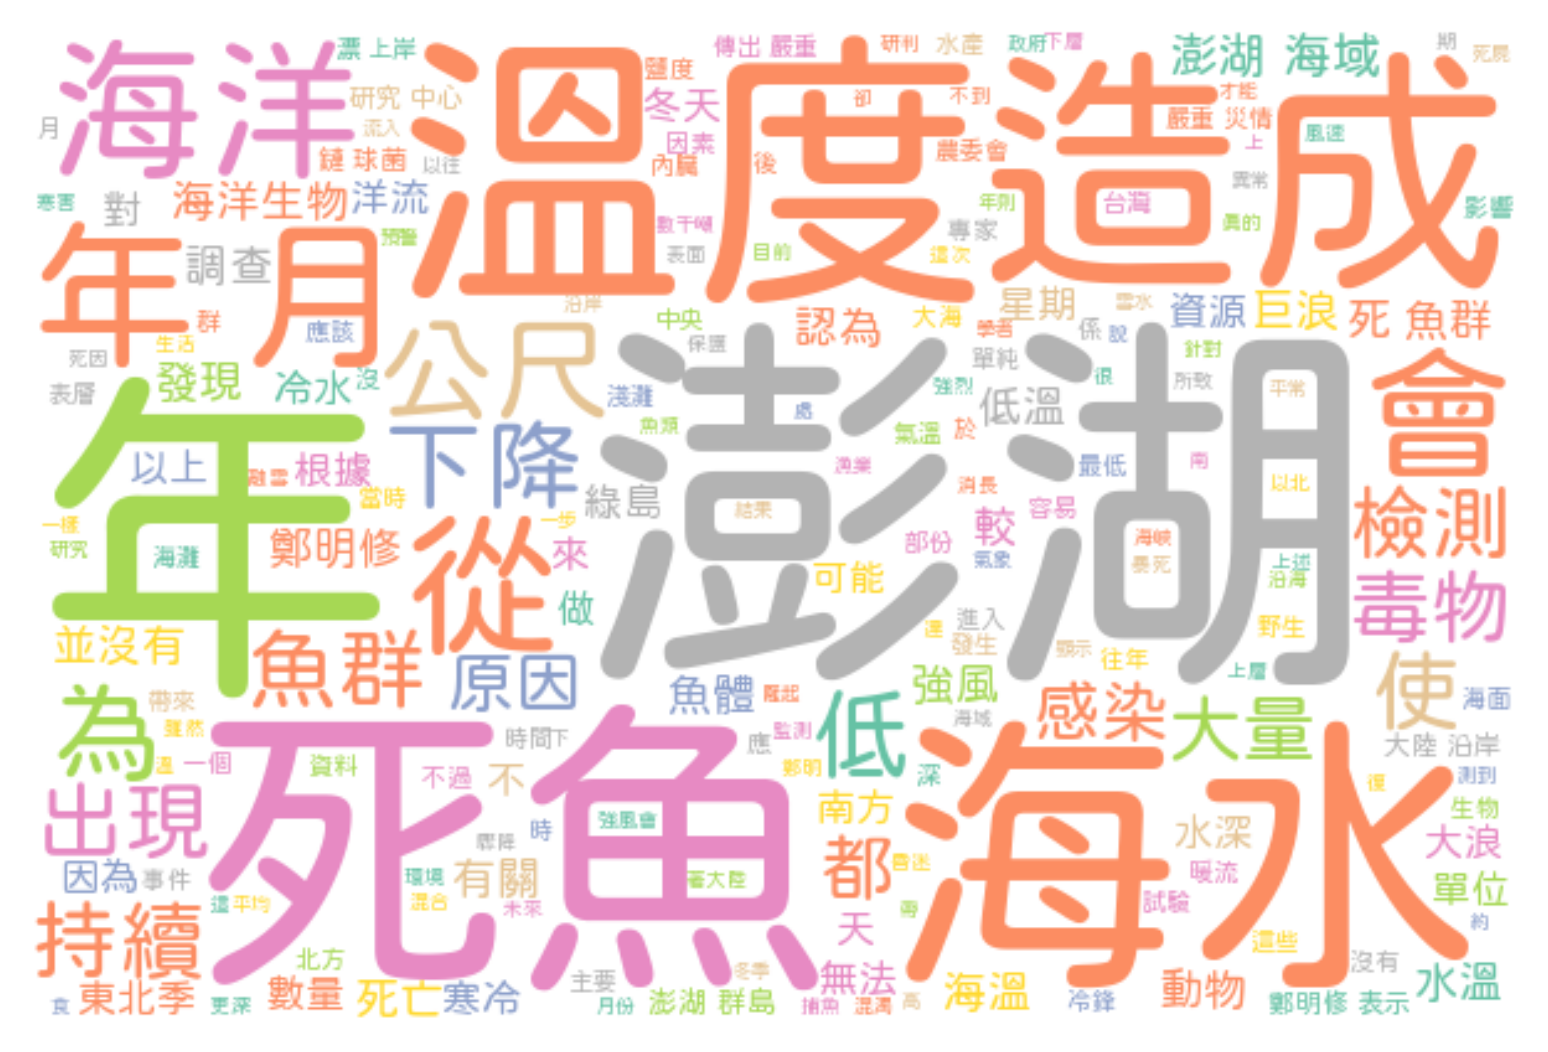 海洋
漂 上岸
溫度
造成
傳出 嚴重
研判
水產
政府
下層
澎湖 海域
期
死屍
鹽度
研究 中心
冬天
卻
不到
才能
嚴重 災情
風速
月
流入
鏈 球菌
以往
因素
內臟
後
農委會
上
異常
寒害
對
海洋生物
洋流
數千噸
年則
台灣
真的
影響
年 月
預警
調查
表面
目前
專家
這次
沿岸
星期
雪水
資源
巨浪
死 魚群
群
應該
公尺
中央
認為
大海
學者
係
說
死因
生活
保護
單純
針對
表層
發現
冷水
沒
淺灘
澎湖
強烈
低溫
很
所致
平常
會
年
下降
處
魚類
氣溫
於
以上
融雪
根據
漁業
最低
南
以北
當時
綠島
結果
消長
容易
檢測
一樣
一步
較
研究
海灘
鄭明修
從
來
部份
氣象
海峽
暴死
上述
沿海
可能
毒物
做
進入
達
發生
野生
並沒有
魚群
原因
顯示
往年
上層
為
帶來
魚體
隆起
低
強風
感染
大量
使
海面
雖然
死魚
海域
溫
一個
資料
時間
下
應
監測
海水
大陸 沿岸
不過
不
鄭明
深
復
測到
出現
強風會
時
南方
水深
生物
驟降
大浪
因為
事件
環境
有關
著大陸
都
昏迷
暖流
單位
這
平均
混合
未來
帶
試驗
約
持續
天
這些
北方
主要
冬季
無法
沒有
食
東北季
更深
數量
死亡
寒冷
月份
澎湖 群島
捕魚
混濁
高
海溫
冷鋒
動物
鄭明修 表示
水溫